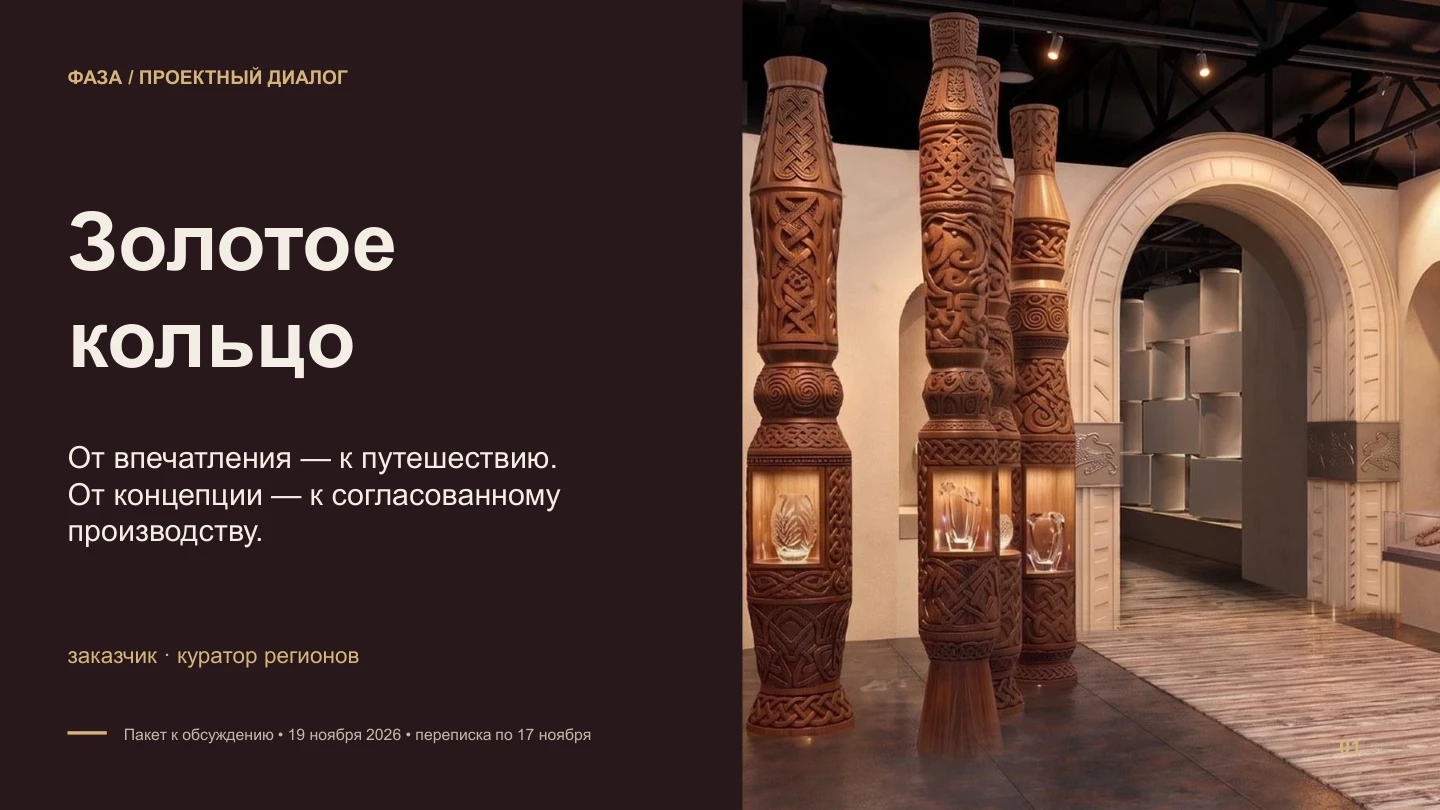 ФАЗА / ПРОЕКТНЫЙ ДИАЛОГ
Золотое
кольцо
От впечатления — к путешествию.
От концепции — к согласованному
производству.
заказчик · куратор регионов
Пакет к обсуждению • 19 ноября 2026 • переписка по 17 ноября
01